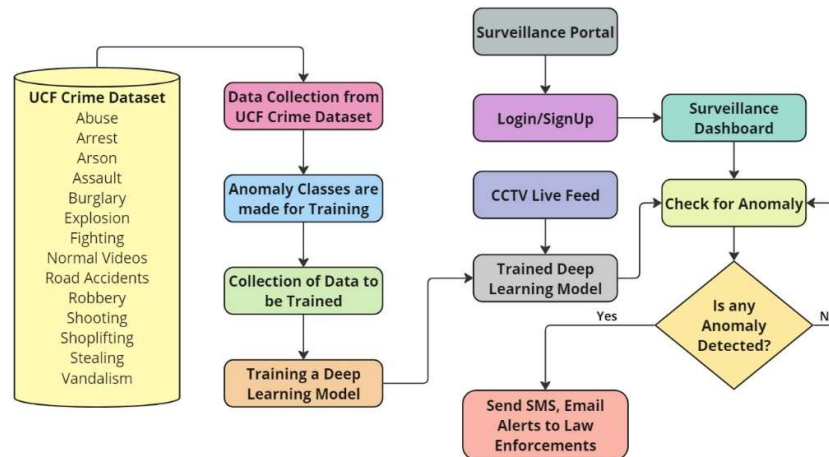 UCF Crime Dataset
Abuse
Arrest
Arson
Assault
Burglary
Explosion
Fighting
Normal Videos
Road Accidents
Robbery
Shooting
Shoplifting
Stealing
Vandalism
Data Collection from
UCF Crime Dataset
Anomaly Classes are
made for Training
Collection of Data to
be Trained
Training a Deep
Learning Model
Surveillance Portal
Login/SignUp
Surveillance
Dashboard
CCTV Live Feed
Trained Deep
Learning Model
Check for Anomaly
Is any
Anomaly
Detected?
Yes
N
Send SMS, Email
Alerts to Law
Enforcements